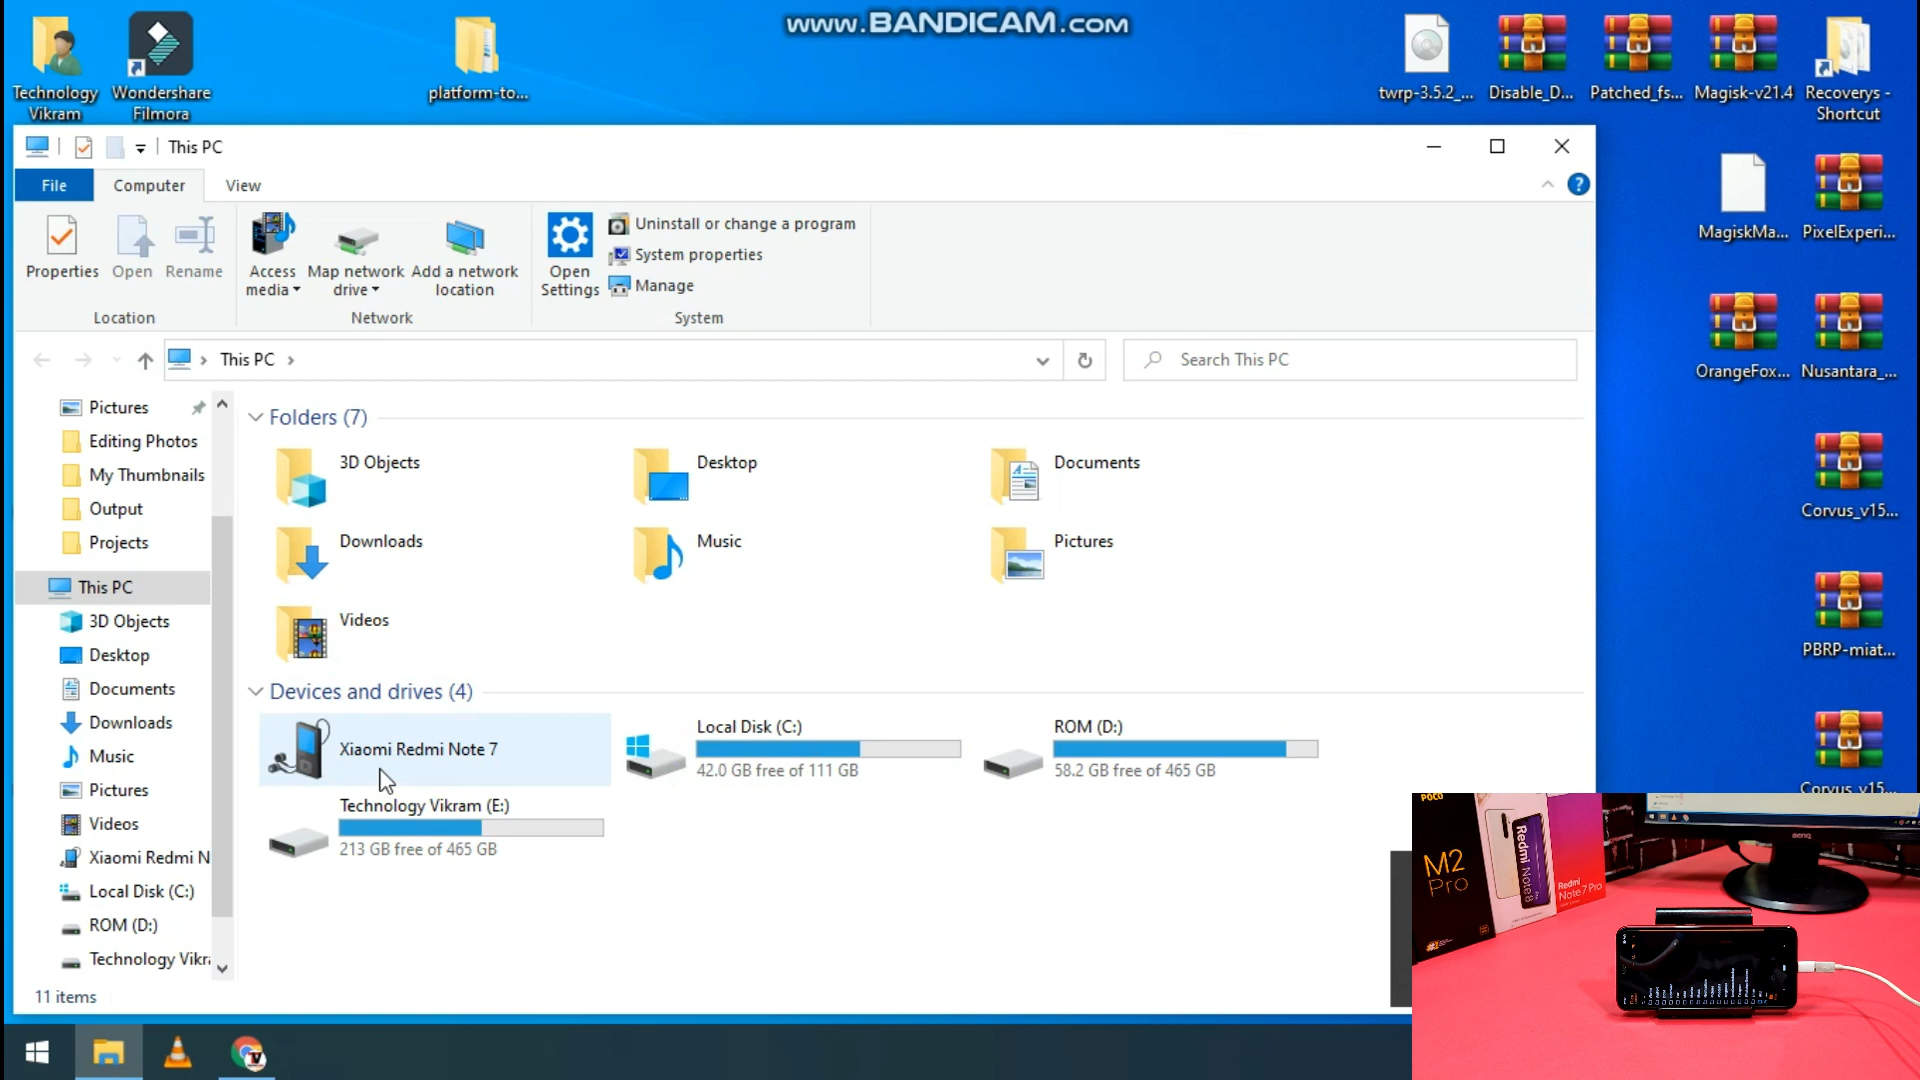 www.BANDICAM.com
Technology
Vikram
Wondershare
Filmora
platform-to...
twrp-3.5.2_...
Disable_D...
Patched_fs...
Magisk-v21.4
Recoverys -
Shortcut
This PC
File
Computer
View
Properties
Open
Rename
Access
media
Map network
drive
Add a network
location
Open
Settings
Uninstall or change a program
System properties
Manage
Location
Network
System
MagiskMa...
PixelExperi...
This PC
Search This PC
OrangeFox...
Nusantara_...
Pictures
Editing Photos
My Thumbnails
Output
Projects
This PC
3D Objects
Desktop
Documents
Downloads
Music
Pictures
Videos
Xiaomi Redmi N
Local Disk (C:)
ROM (D:)
Technology Vikr
11 items
Folders (7)
3D Objects
Desktop
Documents
Downloads
Music
Pictures
Videos
Devices and drives (4)
Xiaomi Redmi Note 7
Local Disk (C:)
42.0 GB free of 111 GB
ROM (D:)
58.2 GB free of 465 GB
Technology Vikram (E:)
213 GB free of 465 GB
Corvus_v15...
PBRP-miat...
Corvus_v15...
POCO
M2
Pro
Redmi Note8
Redmi
Note 7 Pro
BenQ